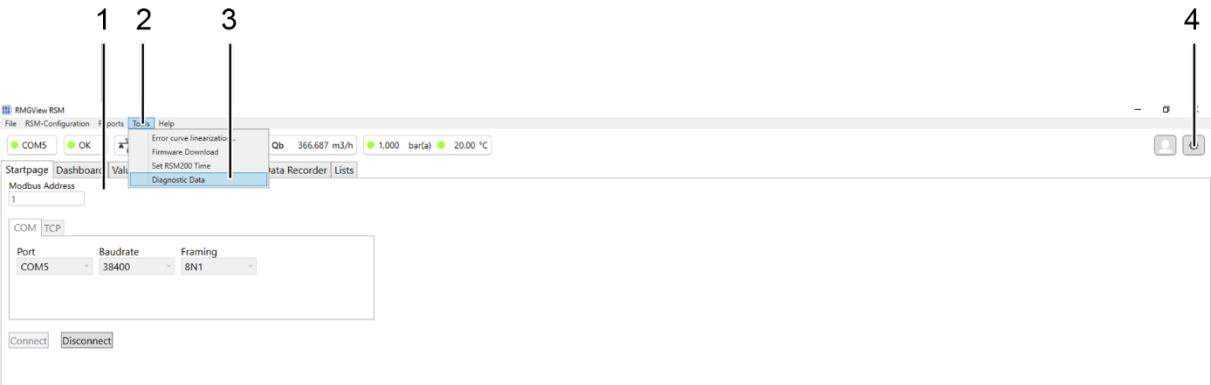 1 2 3 4
RMGView RSM
File RSM-Configuration Tools Help
Error curve linearization...
COM5 OK Qb 366.687 m3/h 1.000 bar(a) 20.00 °C
Firmware Download
Set RSM200 Time
Diagnostic Data
Startpage Dashboard Data Recorder Lists
Modbus Address
1
COM TCP
Port Baudrate Framing
COM5 38400 8N1
Connect Disconnect